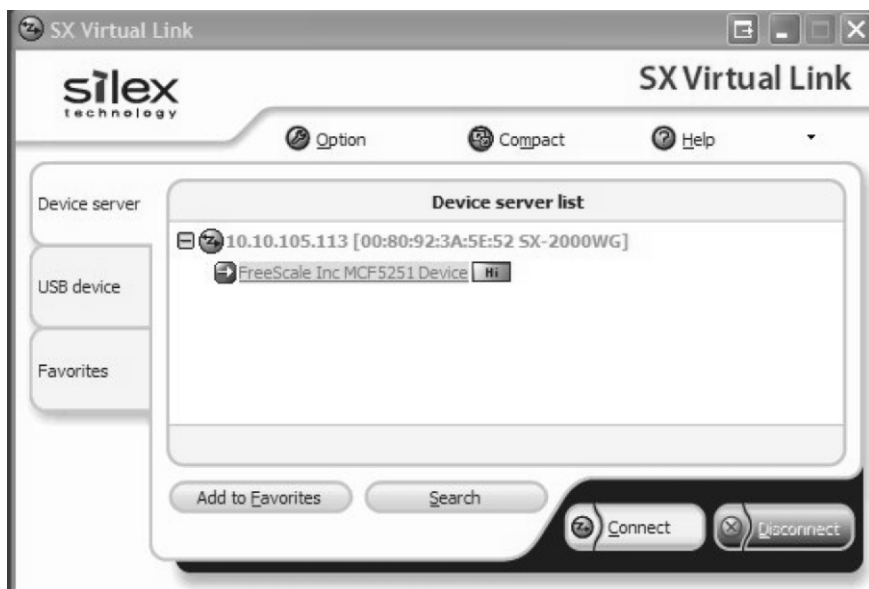 SX Virtual Link
silex
technology
SX Virtual Link
Option
Compact
Help
Device server
USB device
Favorites
Device server list
10.10.105.113 [00:80:92:3A:5E:52 SX-2000WG]
FreeScale Inc MCF5251 Device Hi
Add to Favorites
Search
Connect
Disconnect